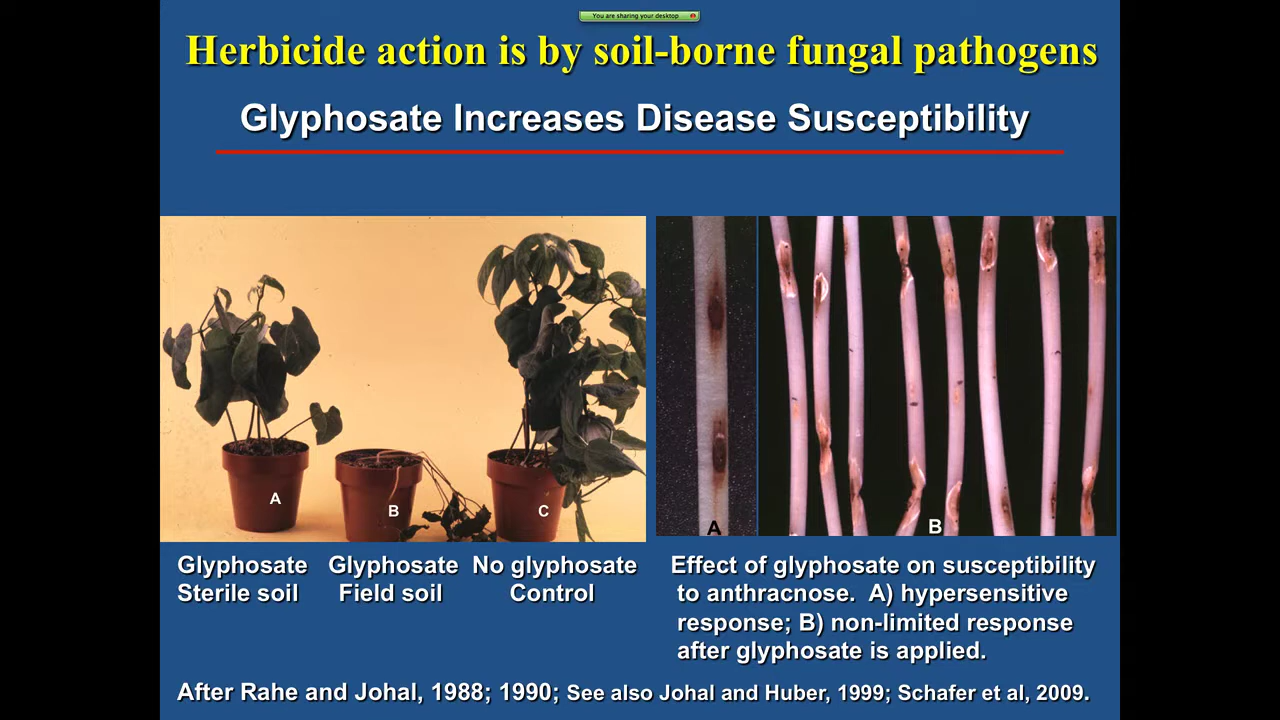 You are sharing your desktop
Herbicide action is by soil-borne fungal pathogens
Glyphosate Increases Disease Susceptibility
A
B
C
A
B
Glyphosate Glyphosate No glyphosate
Sterile soil Field soil Control
Effect of glyphosate on susceptibility
to anthracnose. A) hypersensitive
response; B) non-limited response
after glyphosate is applied.
After Rahe and Johal, 1988; 1990; See also Johal and Huber, 1999; Schafer et al, 2009.